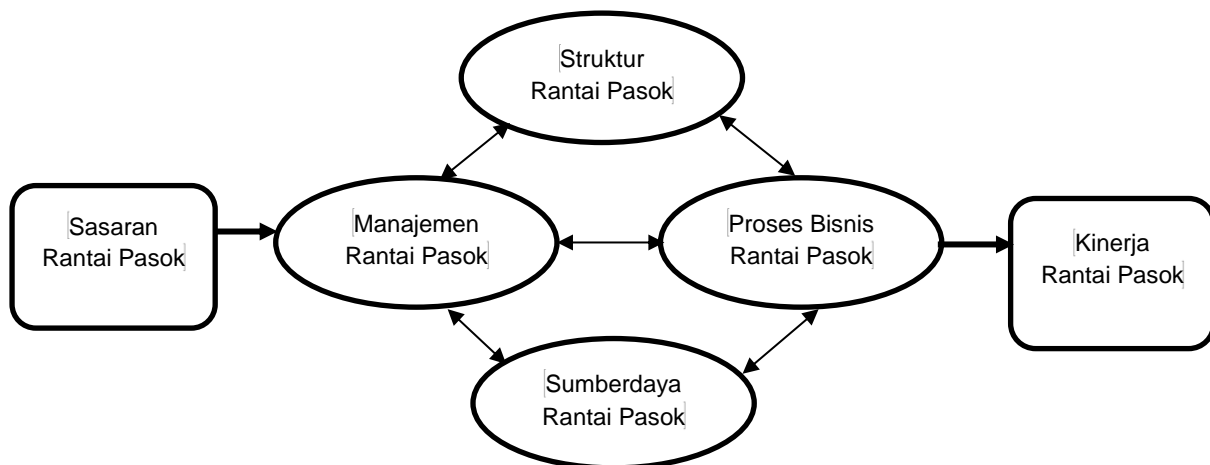 Struktur
Rantai Pasok
Sasaran
Rantai Pasok
Manajemen
Rantai Pasok
Proses Bisnis
Rantai Pasok
Kinerja
Rantai Pasok
Sumberdaya
Rantai Pasok